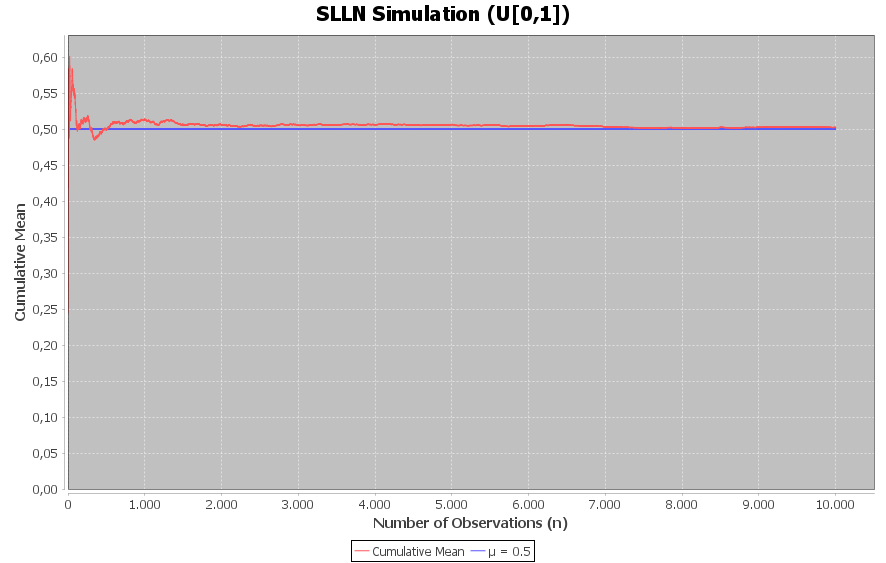 SLLN Simulation (U[0,1])
Cumulative Mean
0,60
0,55
0,50
0,45
0,40
0,35
0,30
0,25
0,20
0,15
0,10
0,05
0,00
0 1.000 2.000 3.000 4.000 5.000 6.000 7.000 8.000 9.000 10.000
Number of Observations (n)
Cumulative Mean μ = 0.5